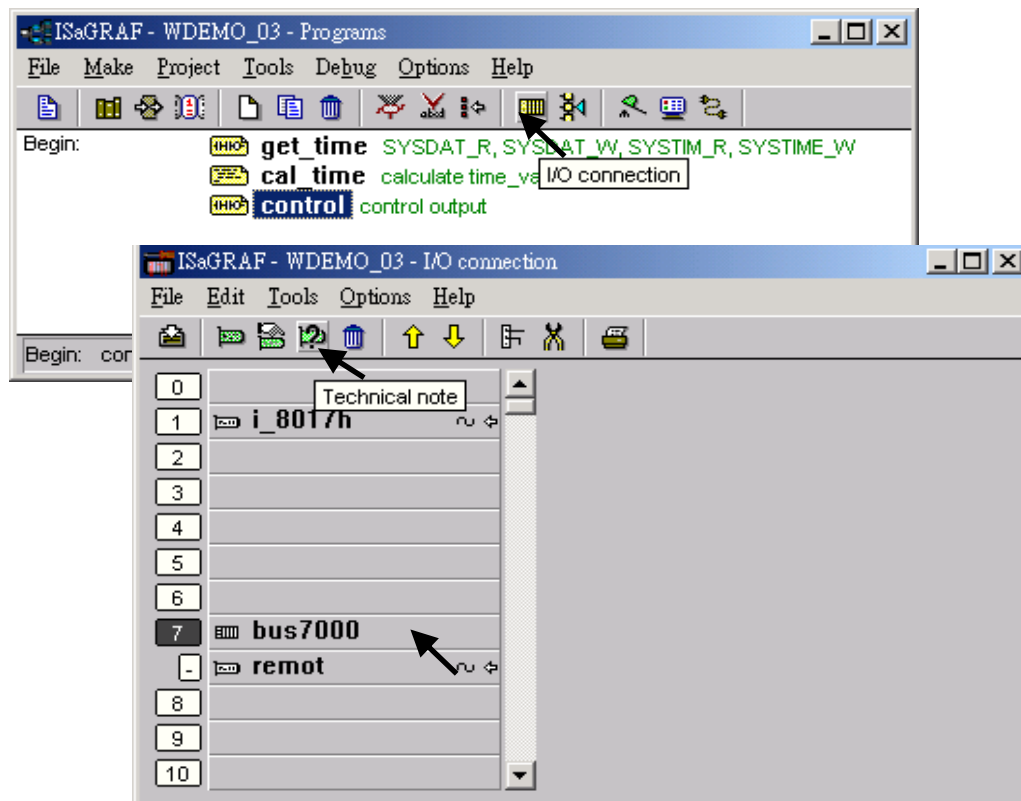 ISaGRAF - WDEMO_03 - Programs
File Make Project Tools Debug Options Help
Begin:
get_time SYSDAT_R, SYSDAT_W, SYSTIM_R, SYSTIME_W
I/O connection
cal_time calculate time_va
control control output
Begin: cor
ISaGRAF - WDEMO_03 - I/O connection
File Edit Tools Options Help
Technical note
0
1 i_8017h
2
3
4
5
6
7 bus7000
- remot
8
9
10